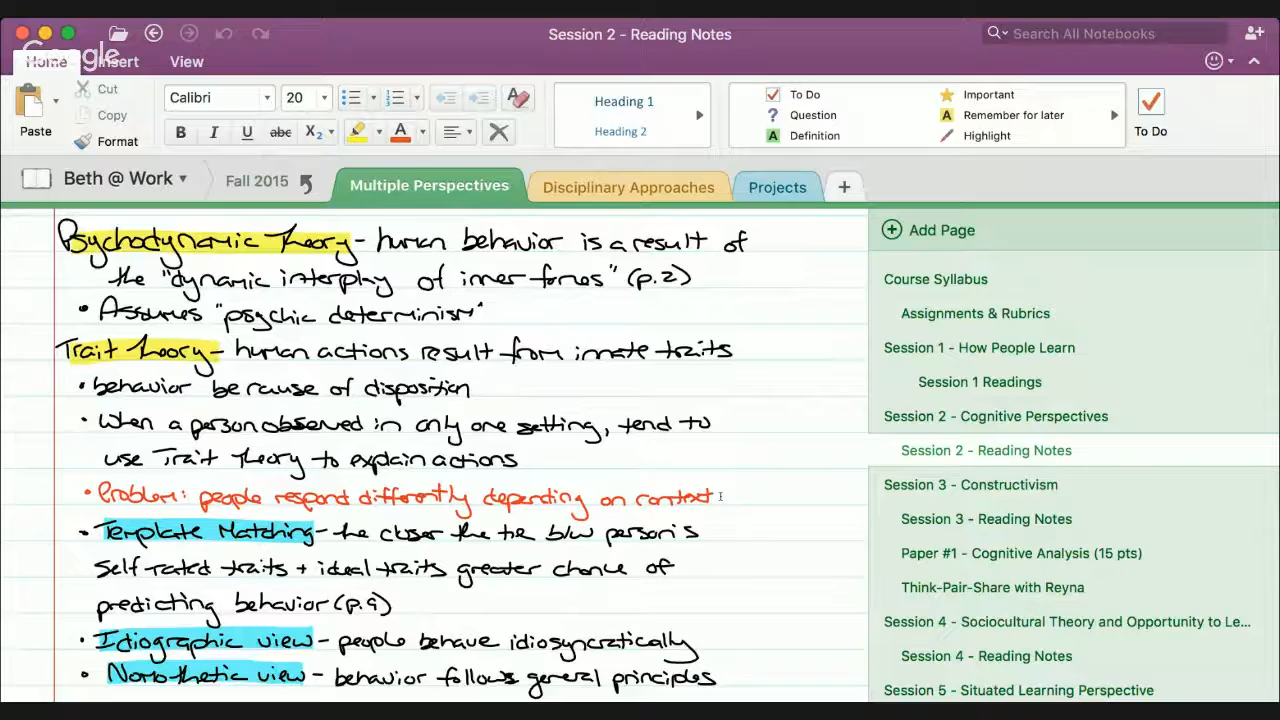 Session 2 - Reading Notes
Search All Notebooks
Google
Home
Insert
View
Paste
Cut
Copy
Format
Calibri
20
B I U abc X₂ A
Heading 1
Heading 2
To Do
Question
Definition
Important
Remember for later
Highlight
To Do
Beth @ Work
Fall 2015
Multiple Perspectives
Disciplinary Approaches
Projects
+
Psychodynamic Theory - human behavior is a result of
the "dynamic interplay of inner forces" (p.2)
• Assumes "psychic determinism"
Trait Theory - human actions result from innate traits
• behavior because of disposition
• When a person observed in only one setting, tend to
use Trait Theory to explain actions
• Problem: people respond differently depending on context
• Template Matching - the closer the tie b/w person's
self rated traits + ideal traits greater chance of
predicting behavior (p.9)
• Idiographic view - people behave idiosyncratically
• Nomothetic view - behavior follows general principles
Add Page
Course Syllabus
Assignments & Rubrics
Session 1 - How People Learn
Session 1 Readings
Session 2 - Cognitive Perspectives
Session 2 - Reading Notes
Session 3 - Constructivism
Session 3 - Reading Notes
Paper #1 - Cognitive Analysis (15 pts)
Think-Pair-Share with Reyna
Session 4 - Sociocultural Theory and Opportunity to Le...
Session 4 - Reading Notes
Session 5 - Situated Learning Perspective